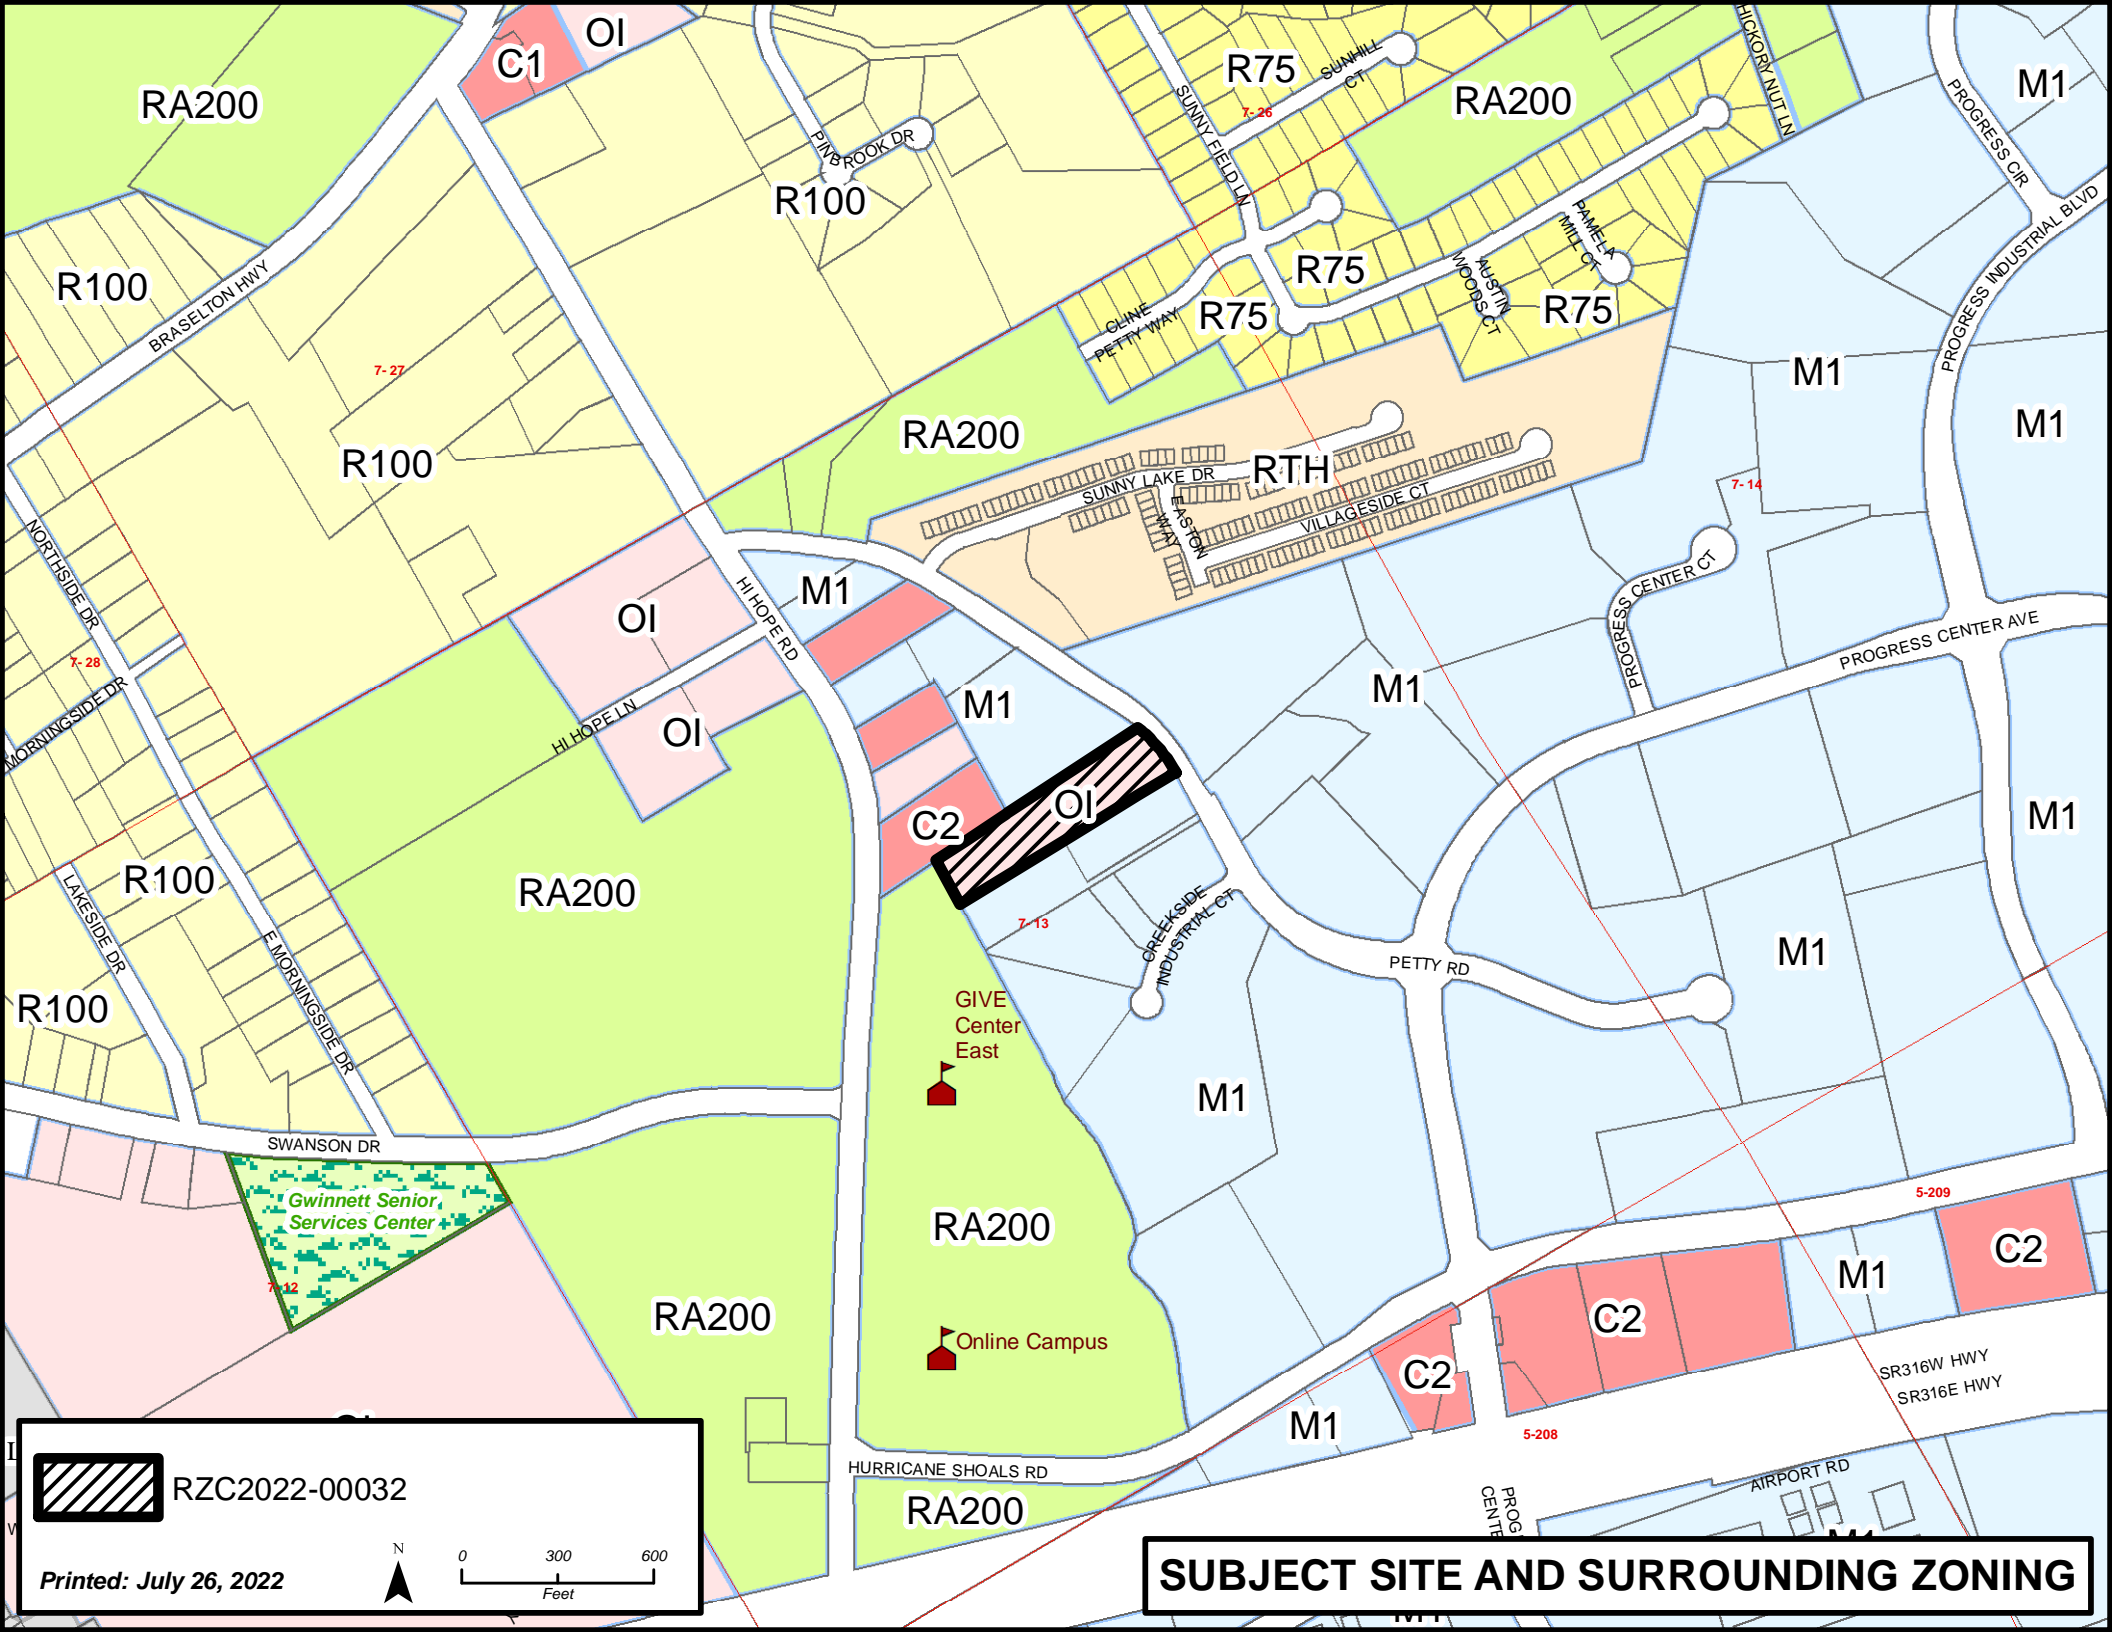 C1
OI
RA200
R75
SUNHILL
CT
7- 26
RA200
HICKORY NUT LN
M1
PROGRESS CIR
SUNNY FIELD LN
PINBROOK DR
R100
R100
BRASELTON HWY
PAMELA
MILL CT
AUSTIN
WOODS CT
R75
R75
R75
CLINE
PETTY WAY
PROGRESS INDUSTRIAL BLVD
M1
M1
7- 27
R100
RA200
SUNNY LAKE DR
RTH
EASTON
WAY
VILLAGESIDE CT
7- 14
PROGRESS CENTER CT
PROGRESS CENTER AVE
NORTHSIDE DR
7- 28
MORNINGSIDE DR
OI
HI HOPE RD
M1
HI HOPE LN
OI
M1
M1
OI
C2
M1
R100
LAKESIDE DR
E MORNINGSIDE DR
RA200
7- 13
CREEKSIDE
INDUSTRIAL CT
PETTY RD
M1
R100
GIVE
Center
East
M1
SWANSON DR
Gwinnett Senior
Services Center
7- 12
RA200
RA200
Online Campus
5-209
C2
M1
C2
C2
SR316W HWY
SR316E HWY
M1
5-208
HURRICANE SHOALS RD
RA200
AIRPORT RD
PROG
CENTE
M1
M1
OI
RZC2022-00032
N
0 300 600
Feet
Printed: July 26, 2022
SUBJECT SITE AND SURROUNDING ZONING